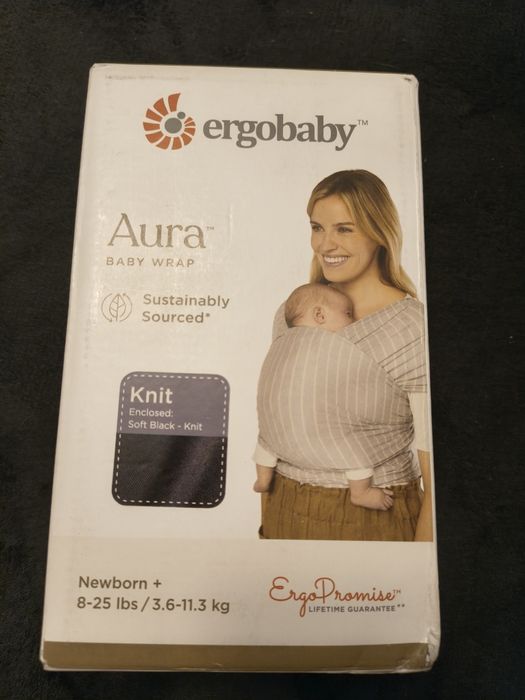 ergobaby™
Aura™
BABY WRAP
Sustainably
Sourced*
Knit
Enclosed:
Soft Black - Knit
Newborn +
8-25 lbs / 3.6-11.3 kg
ErgoPromise™
LIFETIME GUARANTEE**